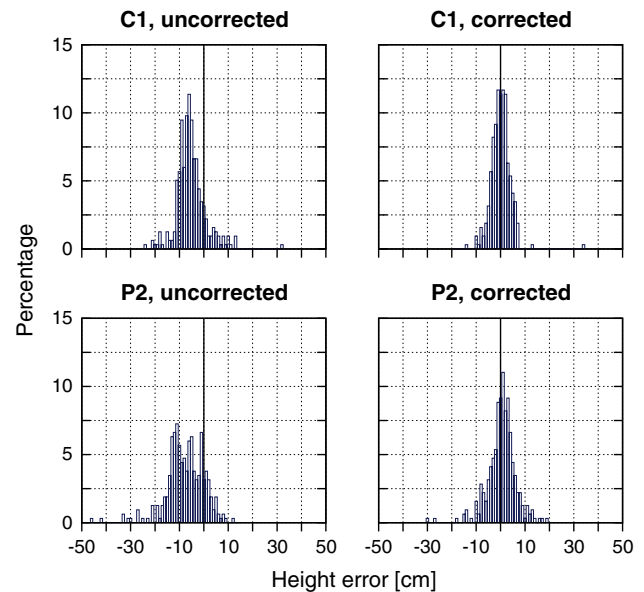 C1, uncorrected
C1, corrected
15
10
5
0
Percentage
P2, uncorrected
P2, corrected
15
10
5
0
-50 -30 -10 10 30 50
-50 -30 -10 10 30 50
Height error [cm]